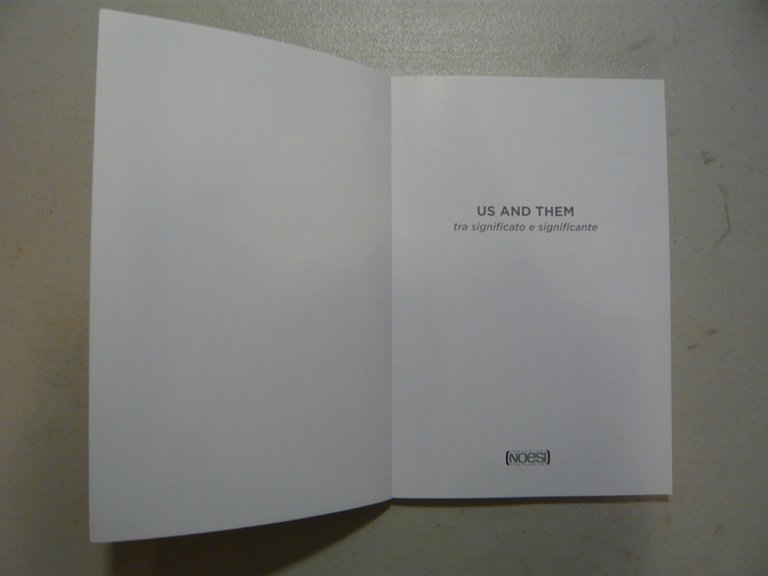 US AND THEM
tra significato e significante
(NOESI)